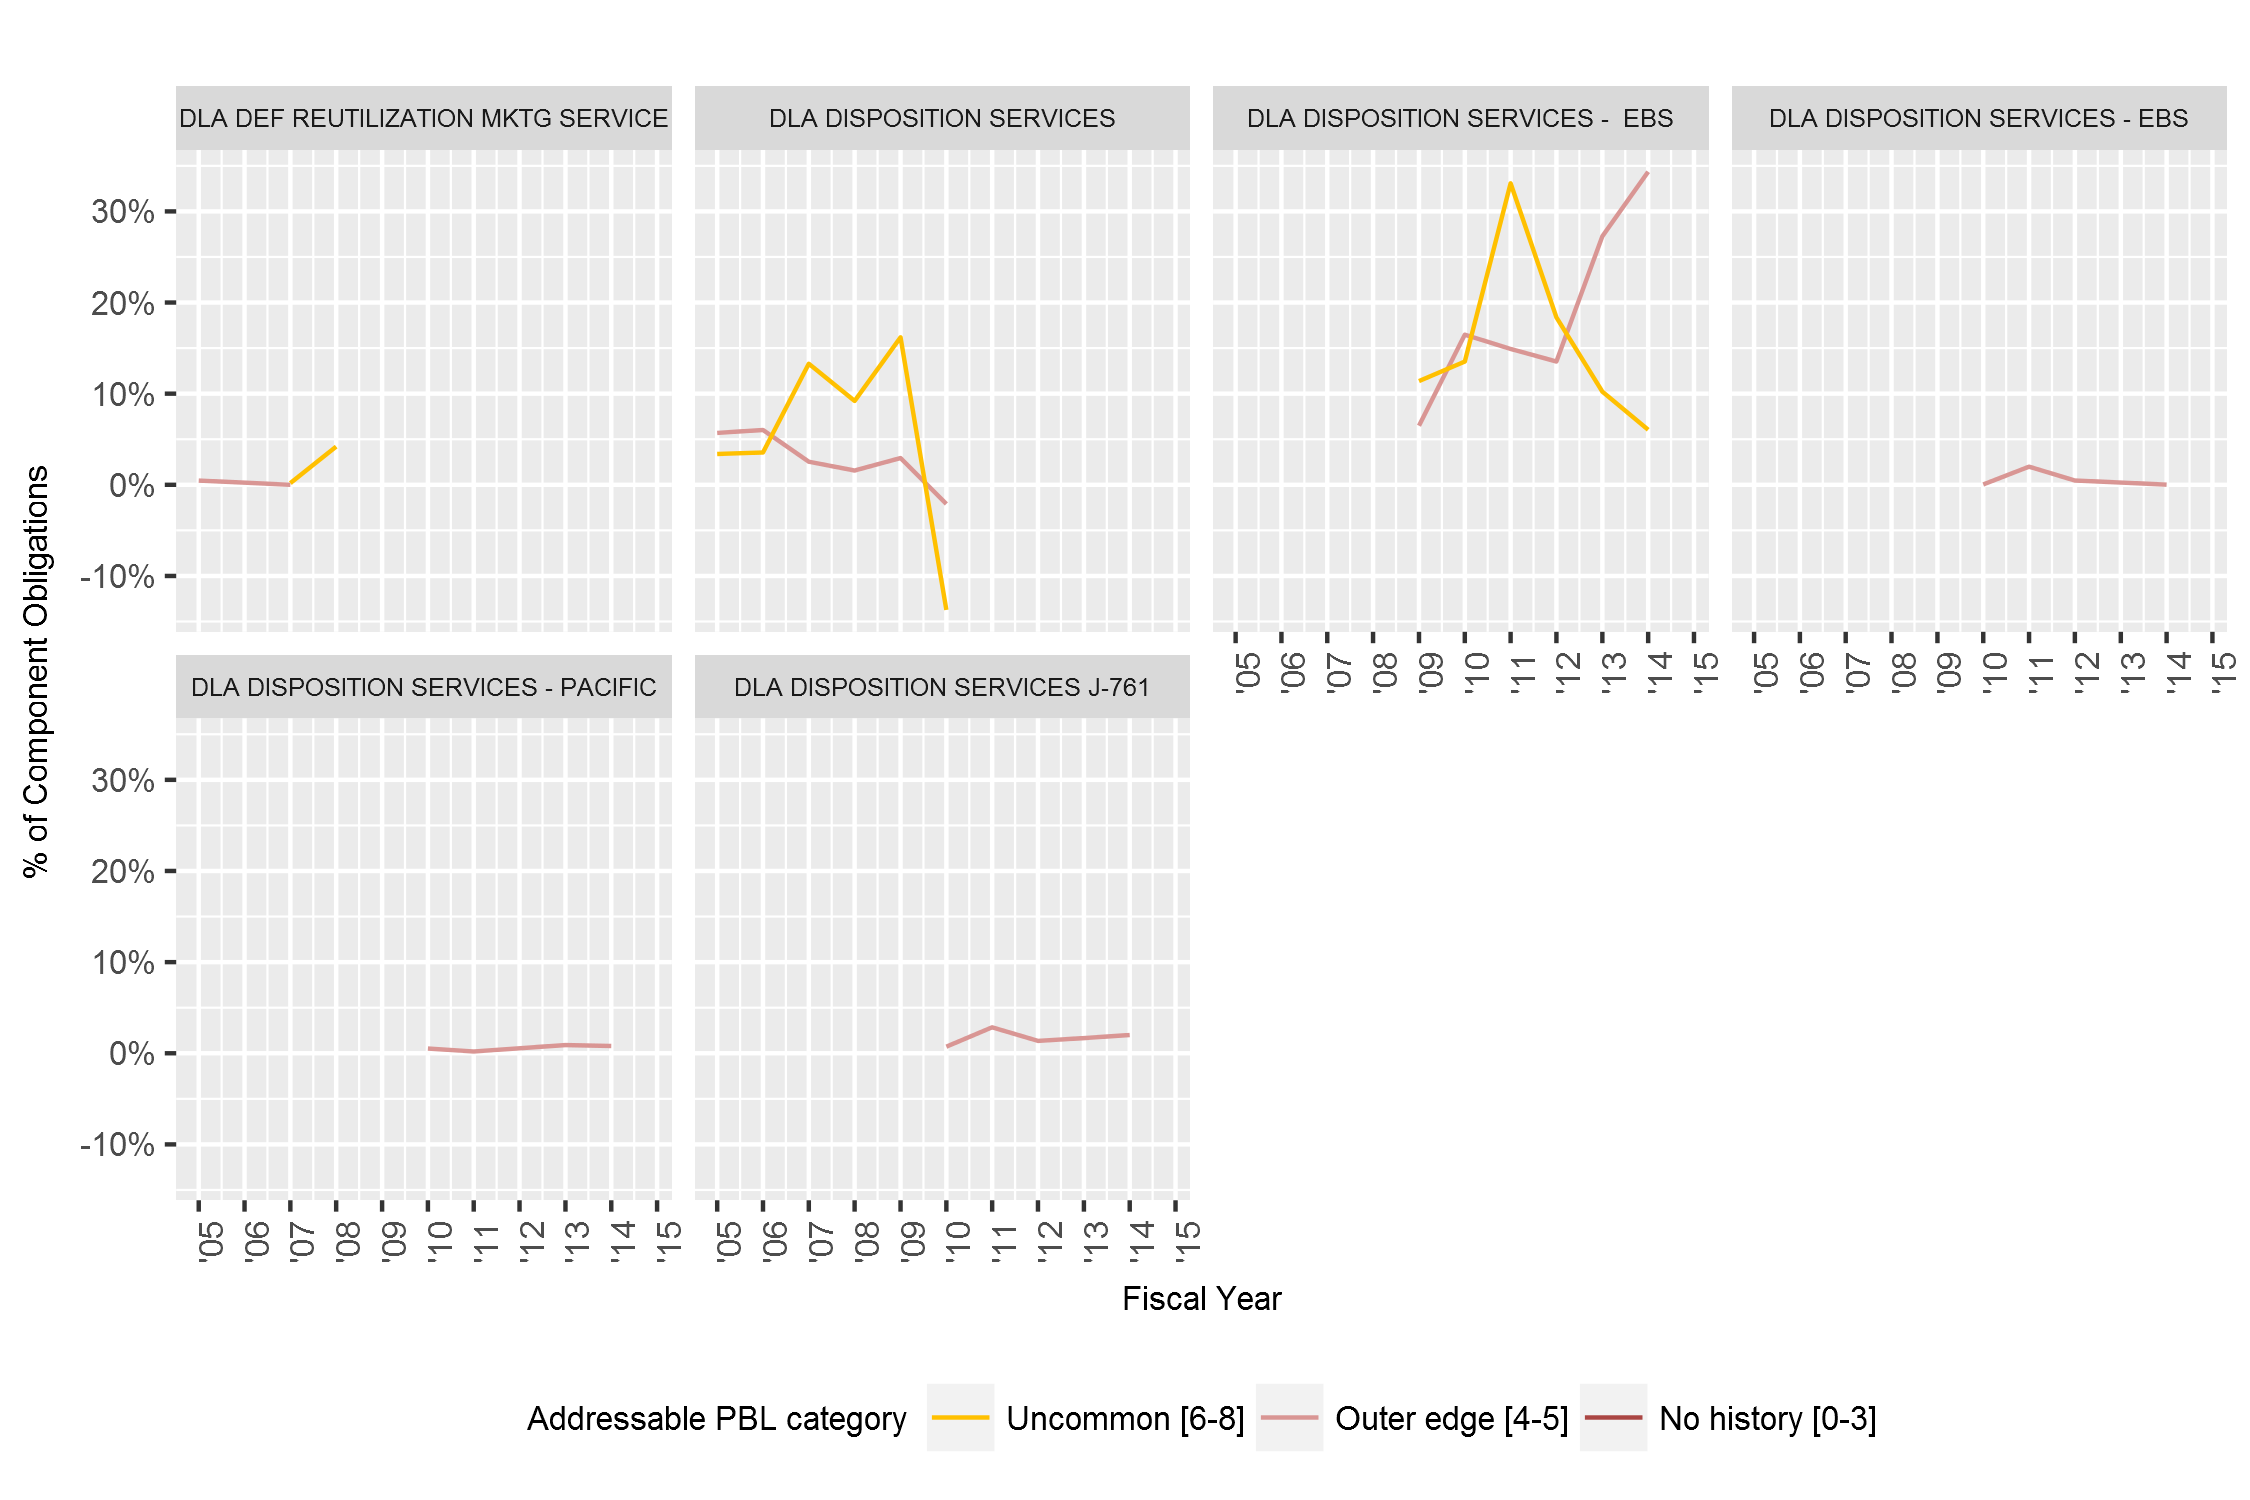 DLA DEF REUTILIZATION MKTG SERVICE
DLA DISPOSITION SERVICES
DLA DISPOSITION SERVICES -  EBS
DLA DISPOSITION SERVICES - EBS
30%
20%
10%
0%
-10%
'05 '06 '07 '08 '09 '10 '11 '12 '13 '14 '15
'05 '06 '07 '08 '09 '10 '11 '12 '13 '14 '15
DLA DISPOSITION SERVICES - PACIFIC
DLA DISPOSITION SERVICES J-761
30%
20%
10%
0%
-10%
'05 '06 '07 '08 '09 '10 '11 '12 '13 '14 '15
'05 '06 '07 '08 '09 '10 '11 '12 '13 '14 '15
% of Component Obligations
Fiscal Year
Addressable PBL category
Uncommon [6-8]
Outer edge [4-5]
No history [0-3]